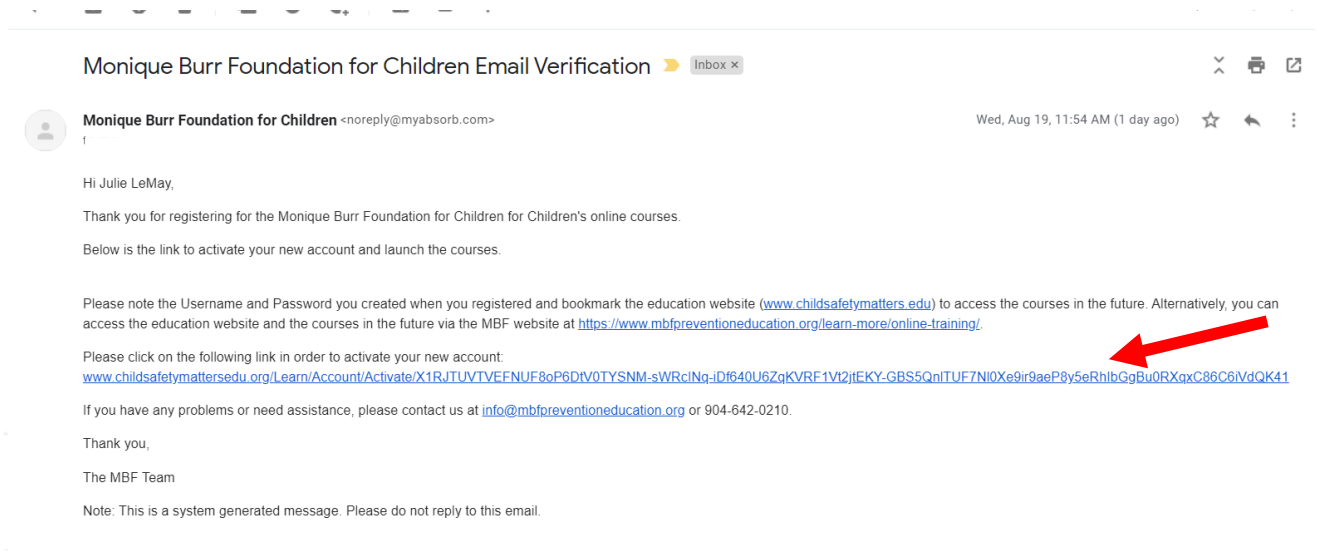 Monique Burr Foundation for Children Email Verification Inbox ×
Monique Burr Foundation for Children <noreply@myabsorb.com> Wed, Aug 19, 11:54 AM (1 day ago)
Hi Julie LeMay,
Thank you for registering for the Monique Burr Foundation for Children for Children's online courses.
Below is the link to activate your new account and launch the courses.
Please note the Username and Password you created when you registered and bookmark the education website (www.childsafetymatters.edu) to access the courses in the future. Alternatively, you can
access the education website and the courses in the future via the MBF website at https://www.mbfpreventioneducation.org/learn-more/online-training/.
Please click on the following link in order to activate your new account:
www.childsafetymattersedu.org/Learn/Account/Activate/X1RJTUVTVEFNUF8oP6DtV0TYSNM-sWRclNq-iDf640U6ZqKVRF1Vt2jtEKY-GBS5QnlTUF7Nl0Xe9ir9aeP8y5eRhIbGgBu0RXqxC86C6iVdQK41
If you have any problems or need assistance, please contact us at info@mbfpreventioneducation.org or 904-642-0210.
Thank you,
The MBF Team
Note: This is a system generated message. Please do not reply to this email.